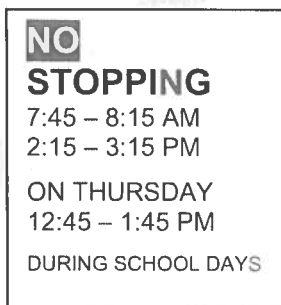 NO
STOPPING
7:45 – 8:15 AM
2:15 – 3:15 PM
ON THURSDAY
12:45 – 1:45 PM
DURING SCHOOL DAYS